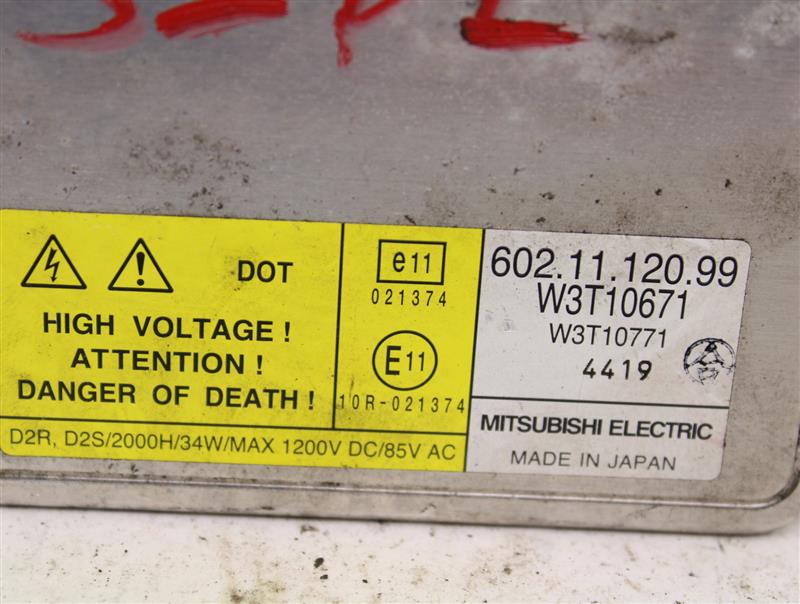 DOT
HIGH VOLTAGE !
ATTENTION !
DANGER OF DEATH !
D2R, D2S/2000H/34W/MAX 1200V DC/85V AC
e11
021374
E11
10R-021374
602.11.120.99
W3T10671
W3T10771
4419
MITSUBISHI ELECTRIC
MADE IN JAPAN